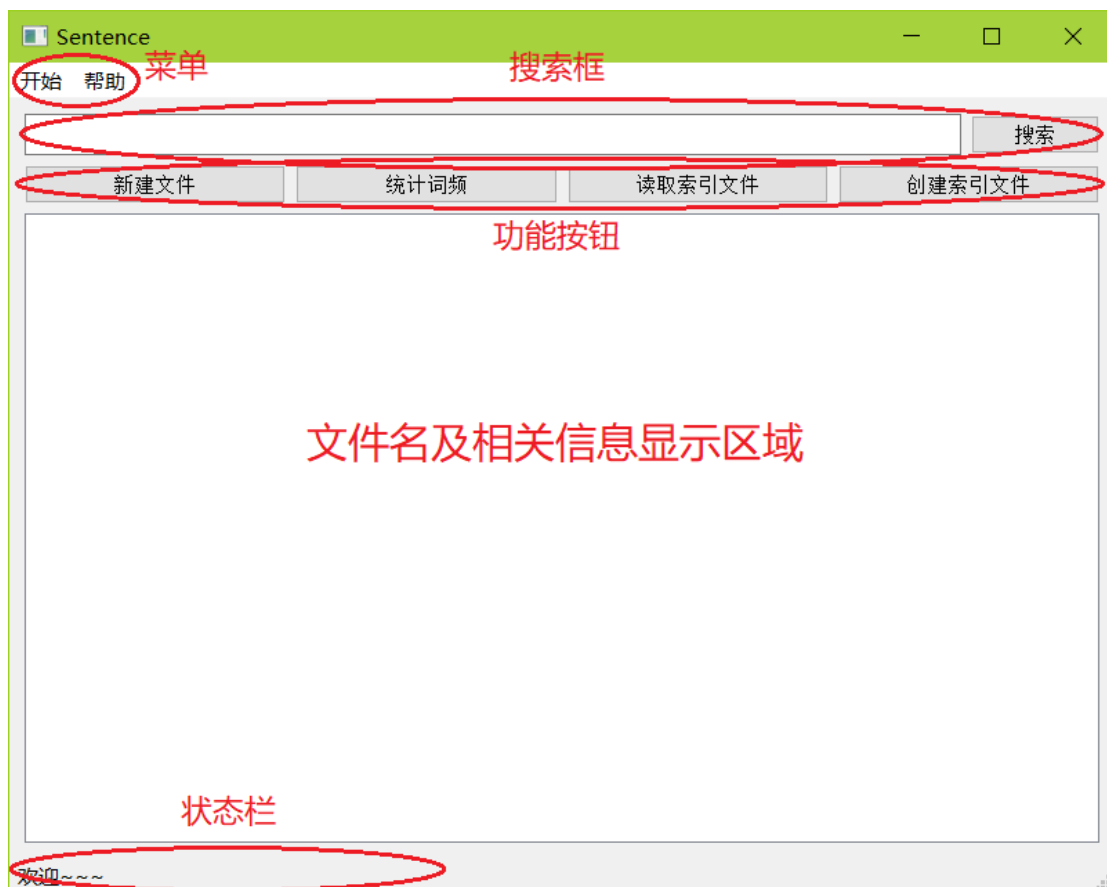 Sentence
开始 帮助 菜单 搜索框
搜索
新建文件 统计词频 读取索引文件 创建索引文件
功能按钮
文件名及相关信息显示区域
状态栏
欢迎~~~